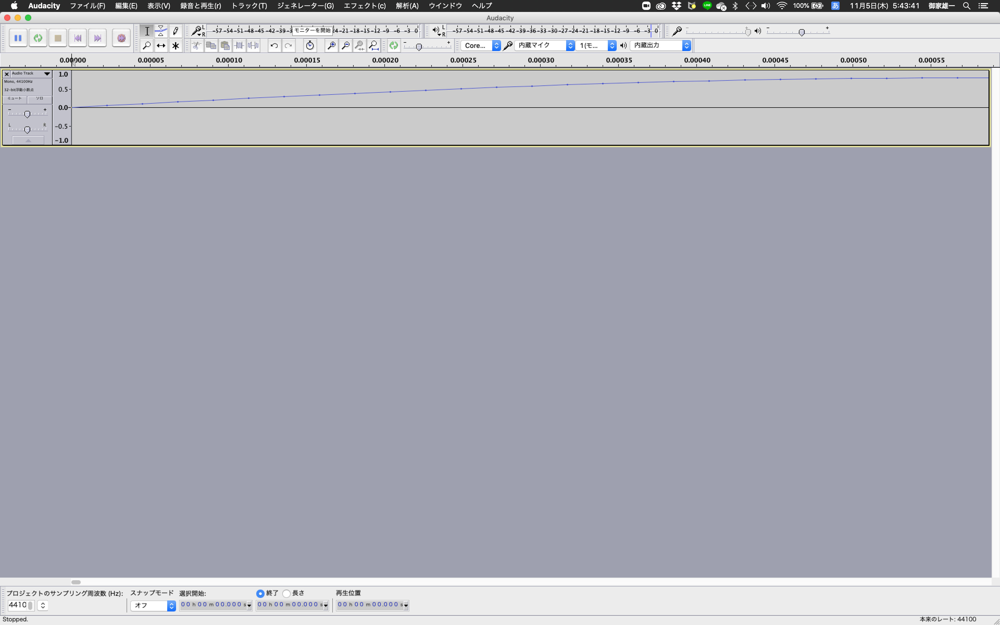 Audacity ファイル(F) 編集(E) 表示(V) 録音と再生(r) トラック(T) ジェネレーター(G) エフェクト(c) 解析(A) ウインドウ ヘルプ LINE 100% あ 11月5日(木) 5:43:41 御家雄一
Audacity
L
R
-57 -54 -51 -48 -45 -42 -39 -3 モニターを開始 24 -21 -18 -15 -12 -9 -6 -3 0
L
R
-57 -54 -51 -48 -45 -42 -39 -36 -33 -30 -27 -24 -21 -18 -15 -12 -9 -6 -3 0
- +
- +
- +
Core... 内蔵マイク 1(モ... 内蔵出力
0.00000 0.00005 0.00010 0.00015 0.00020 0.00025 0.00030 0.00035 0.00040 0.00045 0.00050 0.00055
Audio Track
Mono, 44100Hz
32-bit浮動小数点
ミュート ソロ
- +
L R
1.0
0.5
0.0
-0.5
-1.0
プロジェクトのサンプリング周波数 (Hz): スナップモード 選択開始: 終了 長さ 再生位置
4410 オフ 00 h 00 m 00.000 s 00 h 00 m 00.000 s 00 h 00 m 00.000 s
Stopped. 本来のレート: 44100